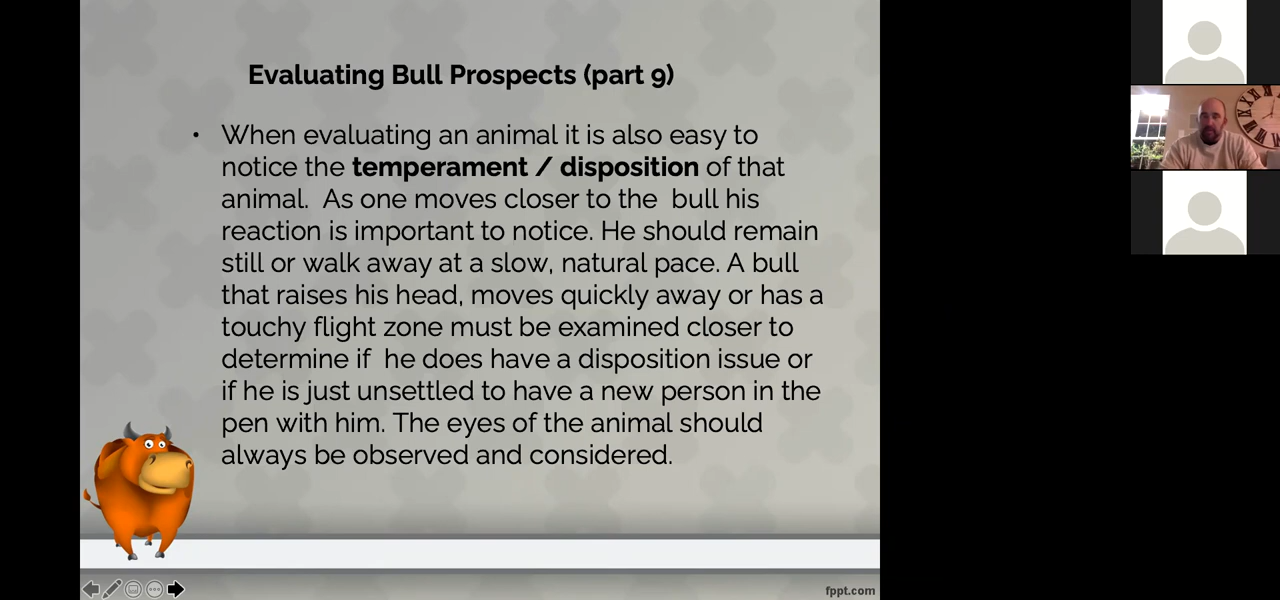 Evaluating Bull Prospects (part 9)
• When evaluating an animal it is also easy to
notice the temperament / disposition of that
animal.  As one moves closer to the  bull his
reaction is important to notice. He should remain
still or walk away at a slow, natural pace. A bull
that raises his head, moves quickly away or has a
touchy flight zone must be examined closer to
determine if  he does have a disposition issue or
if he is just unsettled to have a new person in the
pen with him. The eyes of the animal should
always be observed and considered.
fppt.com